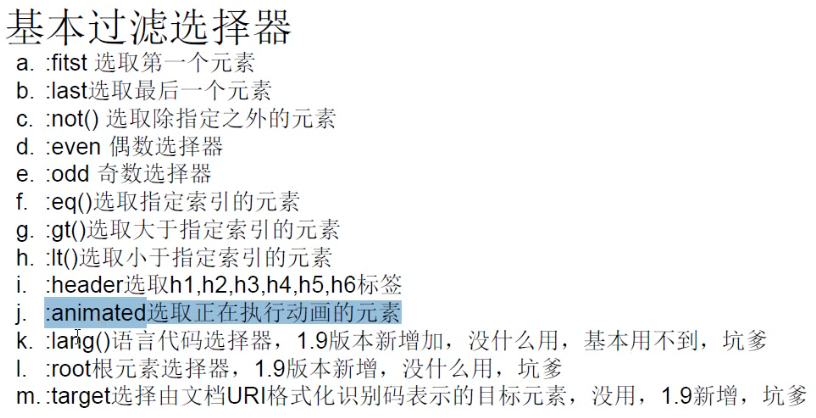 基本过滤选择器
a. :fitst 选取第一个元素
b. :last选取最后一个元素
c. :not() 选取除指定之外的元素
d. :even 偶数选择器
e. :odd 奇数选择器
f. :eq()选取指定索引的元素
g. :gt()选取大于指定索引的元素
h. :lt()选取小于指定索引的元素
i. :header选取h1,h2,h3,h4,h5,h6标签
j. :animated选取正在执行动画的元素
k. :lang()语言代码选择器，1.9版本新增加，没什么用，基本用不到，坑爹
l. :root根元素选择器，1.9版本新增，没什么用，坑爹
m. :target选择由文档URI格式化识别码表示的目标元素，没用，1.9新增，坑爹